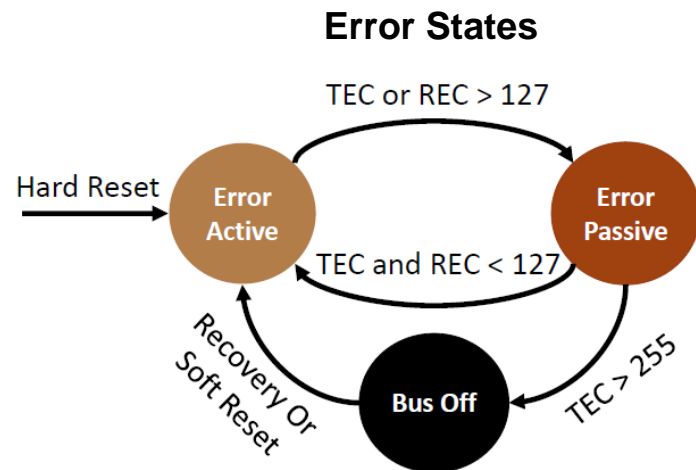 Error States
TEC or REC > 127
Hard Reset
Error
Active
Error
Passive
TEC and REC < 127
Recovery Or
Soft Reset
Bus Off
TEC > 255